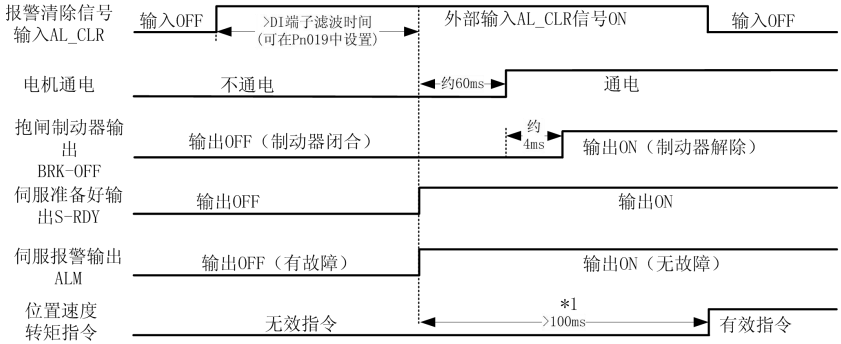 报警清除信号
输入AL_CLR
输入OFF
>DI端子滤波时间
(可在Pn019中设置)
外部输入AL_CLR信号ON
输入OFF
电机通电
不通电
约60ms
通电
抱闸制动器输
出
BRK-OFF
输出OFF（制动器闭合）
约
4ms
输出ON（制动器解除）
伺服准备好输
出S-RDY
输出OFF
输出ON
伺服报警输出
ALM
输出OFF（有故障）
输出ON（无故障）
位置速度
转矩指令
无效指令
*1
>100ms
有效指令